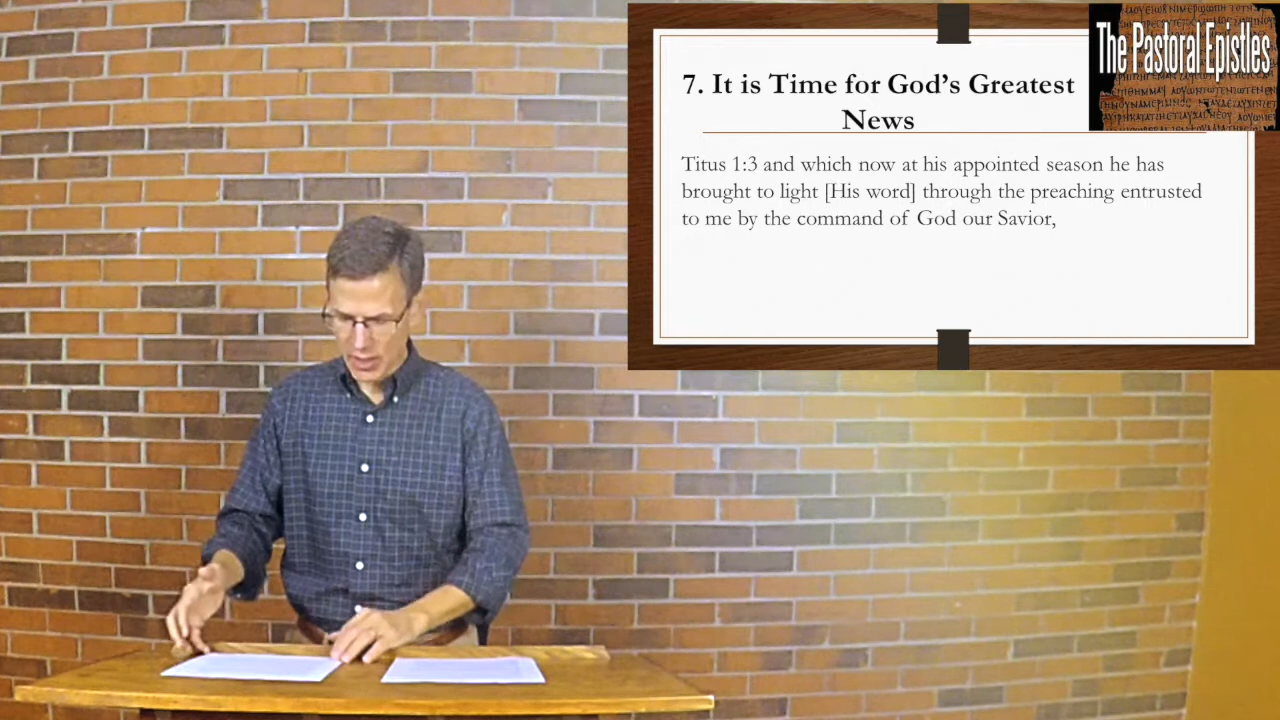 7. It is Time for God's Greatest
News
The Pastoral Epistles
Titus 1:3 and which now at his appointed season he has
brought to light [His word] through the preaching entrusted
to me by the command of God our Savior,